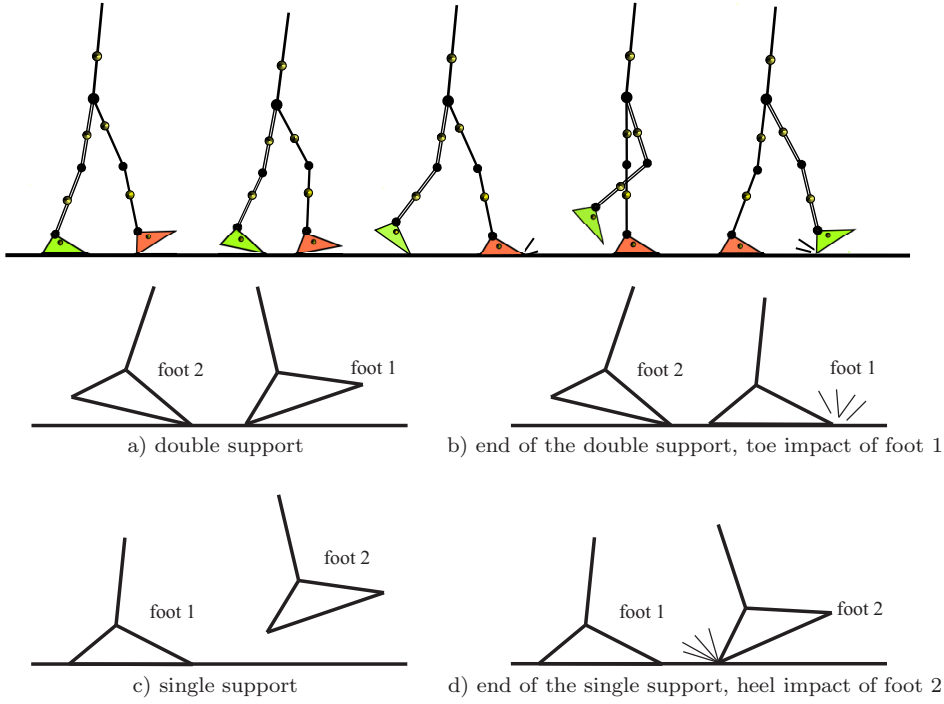 foot 2
foot 1
a) double support
foot 2
foot 1
b) end of the double support, toe impact of foot 1
foot 1
foot 2
c) single support
foot 1
foot 2
d) end of the single support, heel impact of foot 2